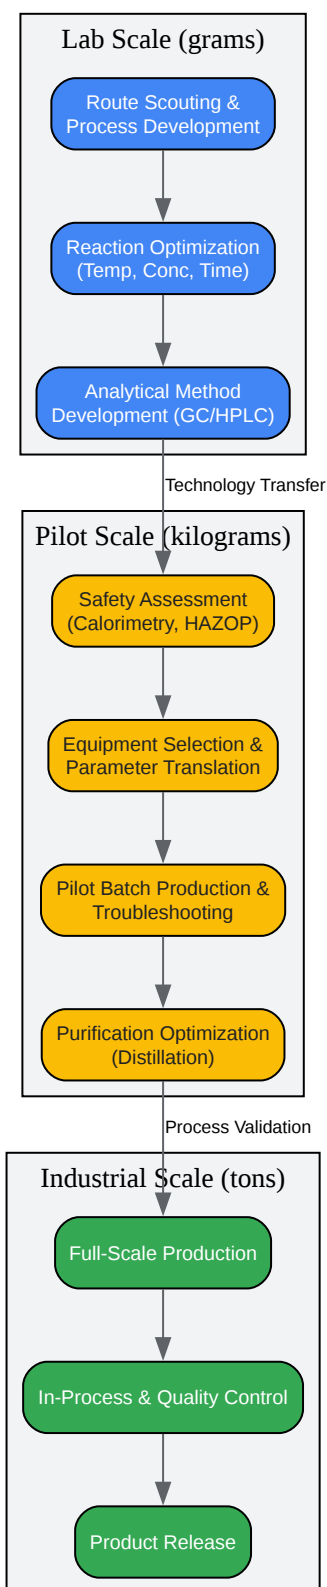 Lab Scale (grams)
Route Scouting &
Process Development
Reaction Optimization
(Temp, Conc, Time)
Analytical Method
Development (GC/HPLC)
Technology Transfer
Pilot Scale (kilograms)
Safety Assessment
(Calorimetry, HAZOP)
Equipment Selection &
Parameter Translation
Pilot Batch Production &
Troubleshooting
Purification Optimization
(Distillation)
Process Validation
Industrial Scale (tons)
Full-Scale Production
In-Process & Quality Control
Product Release